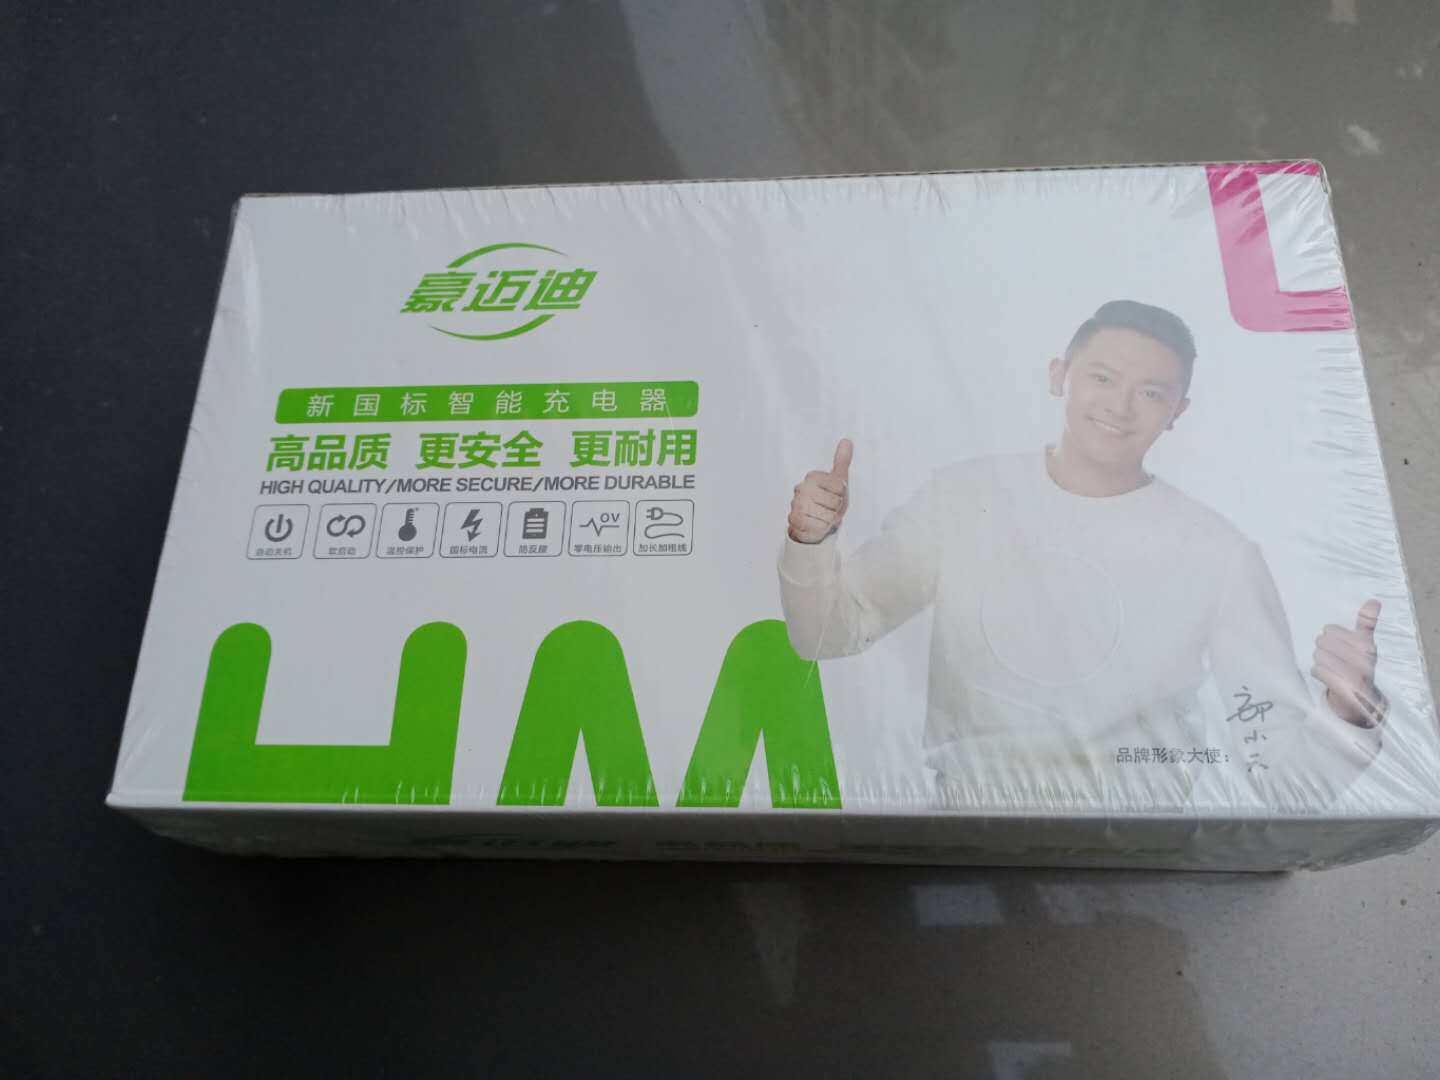 豪迈迪
新国标智能充电器
高品质 更安全 更耐用
HIGH QUALITY/MORE SECURE/MORE DURABLE
自动关机 软启动 温控保护 国标电流 防反接 OV 零电压输出 加长加粗线
HM
品牌形象大使：